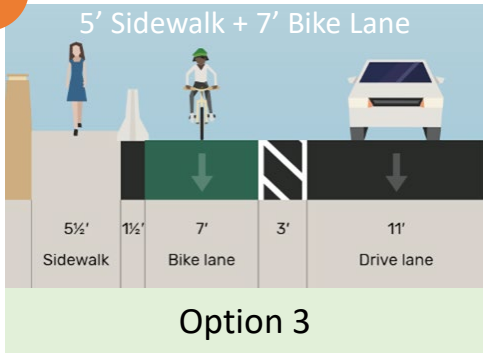 5’ Sidewalk + 7’ Bike Lane
5½’ 1½’ 7’ 3’ 11’
Sidewalk Bike lane Drive lane
Option 3